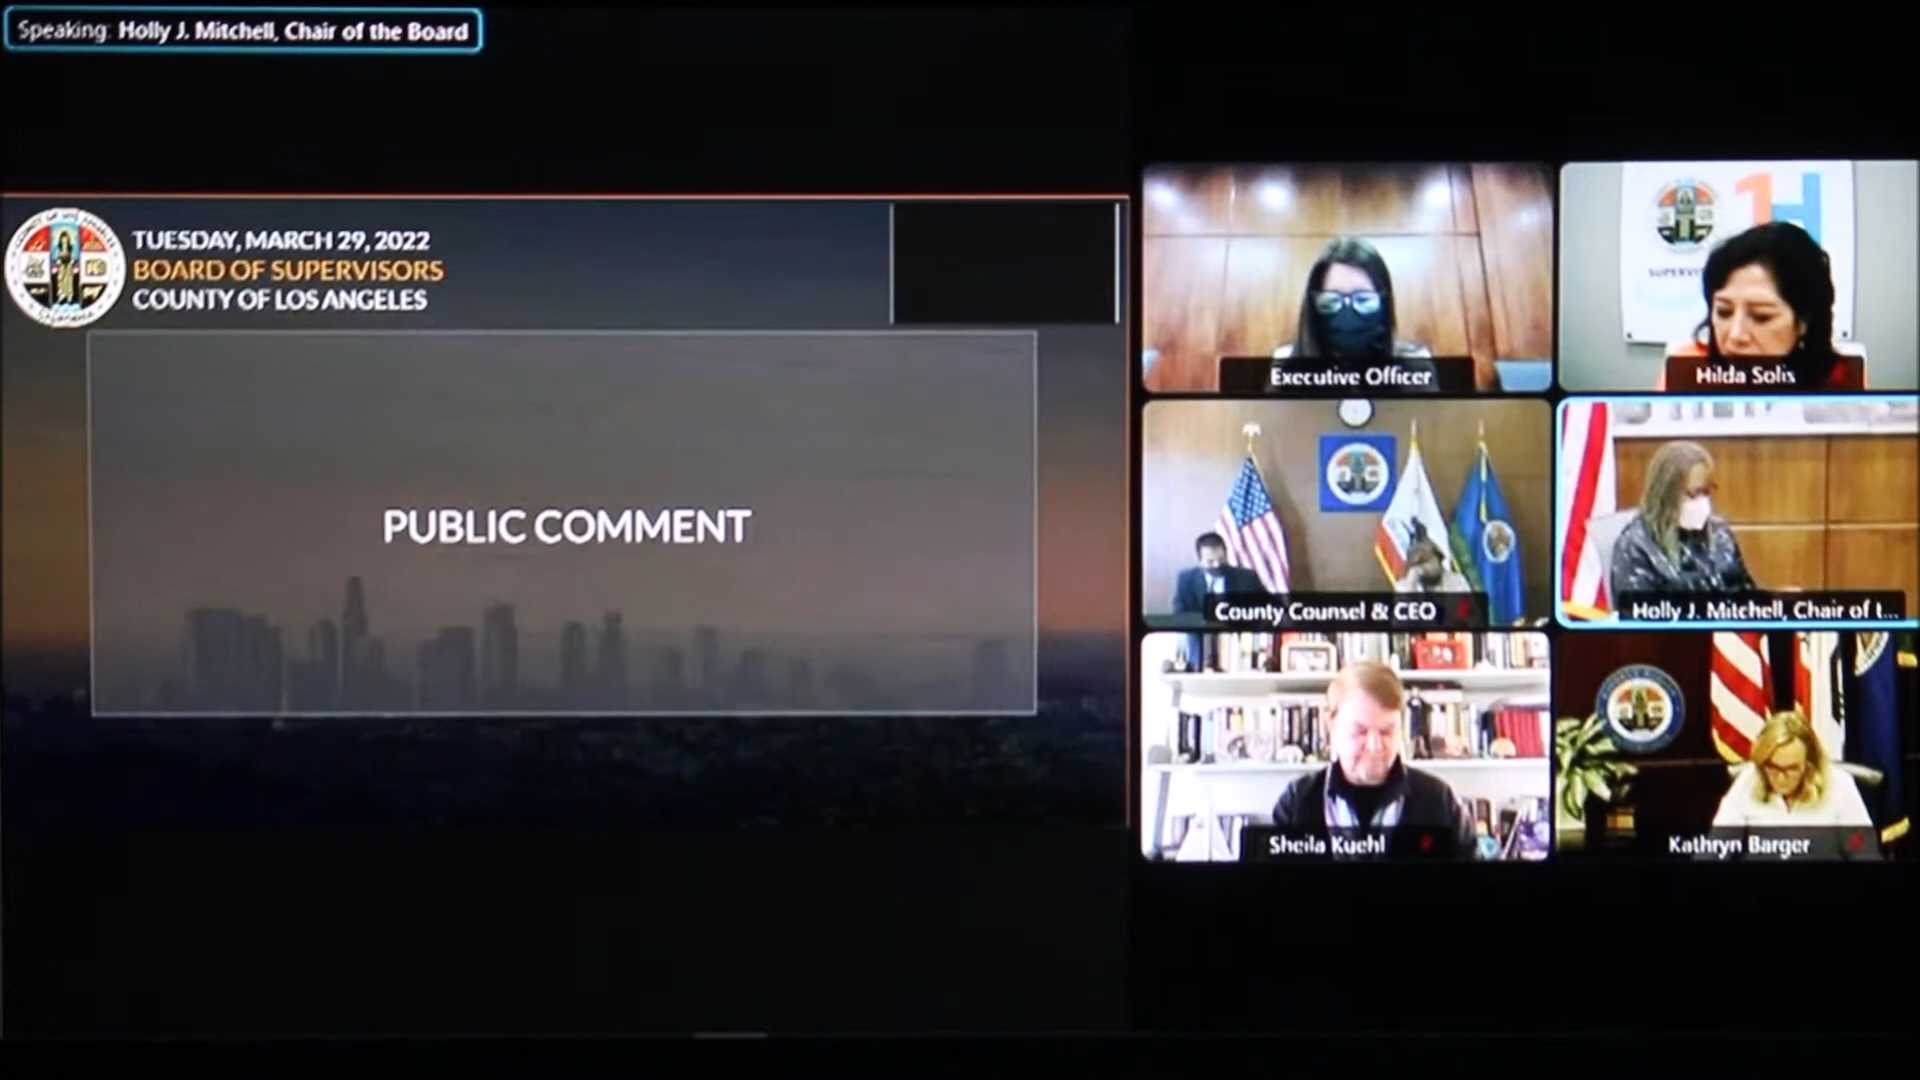 Speaking: Holly J. Mitchell, Chair of the Board
TUESDAY, MARCH 29, 2022
BOARD OF SUPERVISORS
COUNTY OF LOS ANGELES
PUBLIC COMMENT
Executive Officer
Hilda Solis
County Counsel & CEO
Holly J. Mitchell, Chair of t...
Sheila Kuehl
Kathryn Barger